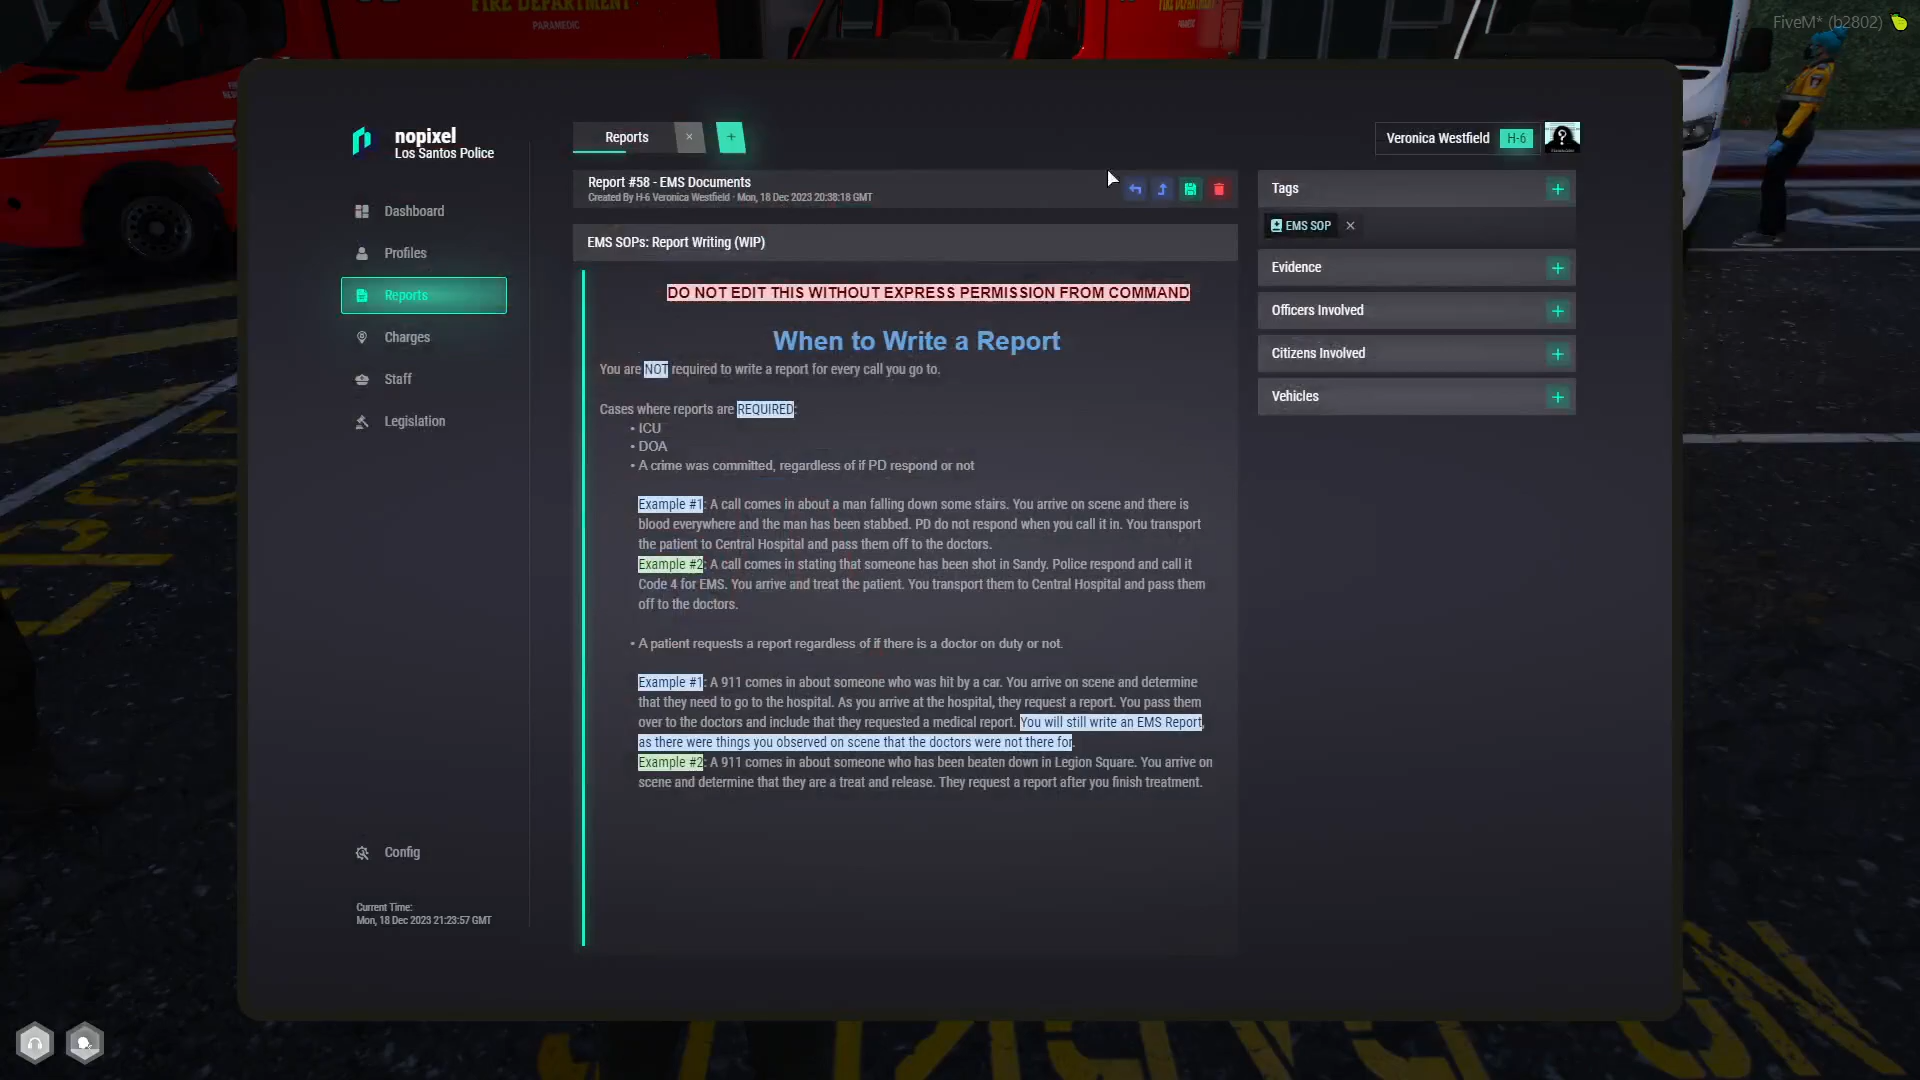 FIRE DEPARTMENT
PARAMEDIC
FiveM* (b2802)
nopixel
Los Santos Police
Reports
×
+
Veronica Westfield H-6
Dashboard
Profiles
Reports
Charges
Staff
Legislation
Config
Current Time:
Mon, 18 Dec 2023 21:23:57 GMT
Report #58 - EMS Documents
Created By H-6 Veronica Westfield · Mon, 18 Dec 2023 20:38:18 GMT
EMS SOPs: Report Writing (WIP)
DO NOT EDIT THIS WITHOUT EXPRESS PERMISSION FROM COMMAND
When to Write a Report
You are NOT required to write a report for every call you go to.
Cases where reports are REQUIRED:
• ICU
• DOA
• A crime was committed, regardless of if PD respond or not
Example #1: A call comes in about a man falling down some stairs. You arrive on scene and there is
blood everywhere and the man has been stabbed. PD do not respond when you call it in. You transport
the patient to Central Hospital and pass them off to the doctors.
Example #2: A call comes in stating that someone has been shot in Sandy. Police respond and call it
Code 4 for EMS. You arrive and treat the patient. You transport them to Central Hospital and pass them
off to the doctors.
• A patient requests a report regardless of if there is a doctor on duty or not.
Example #1: A 911 comes in about someone who was hit by a car. You arrive on scene and determine
that they need to go to the hospital. As you arrive at the hospital, they request a report. You pass them
over to the doctors and include that they requested a medical report. You will still write an EMS Report,
as there were things you observed on scene that the doctors were not there for.
Example #2: A 911 comes in about someone who has been beaten down in Legion Square. You arrive on
scene and determine that they are a treat and release. They request a report after you finish treatment.
Tags
EMS SOP ×
Evidence
Officers Involved
Citizens Involved
Vehicles